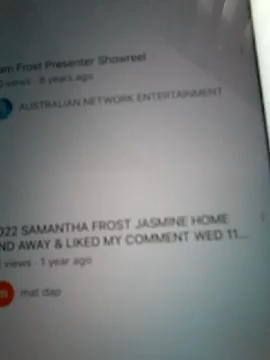 am Frost Presenter Showreel
views · 8 years ago
AUSTRALIAN NETWORK ENTERTAINMENT
022 SAMANTHA FROST JASMINE HOME
ND AWAY & LIKED MY COMMENT WED 11...
views · 1 year ago
m
mat dap